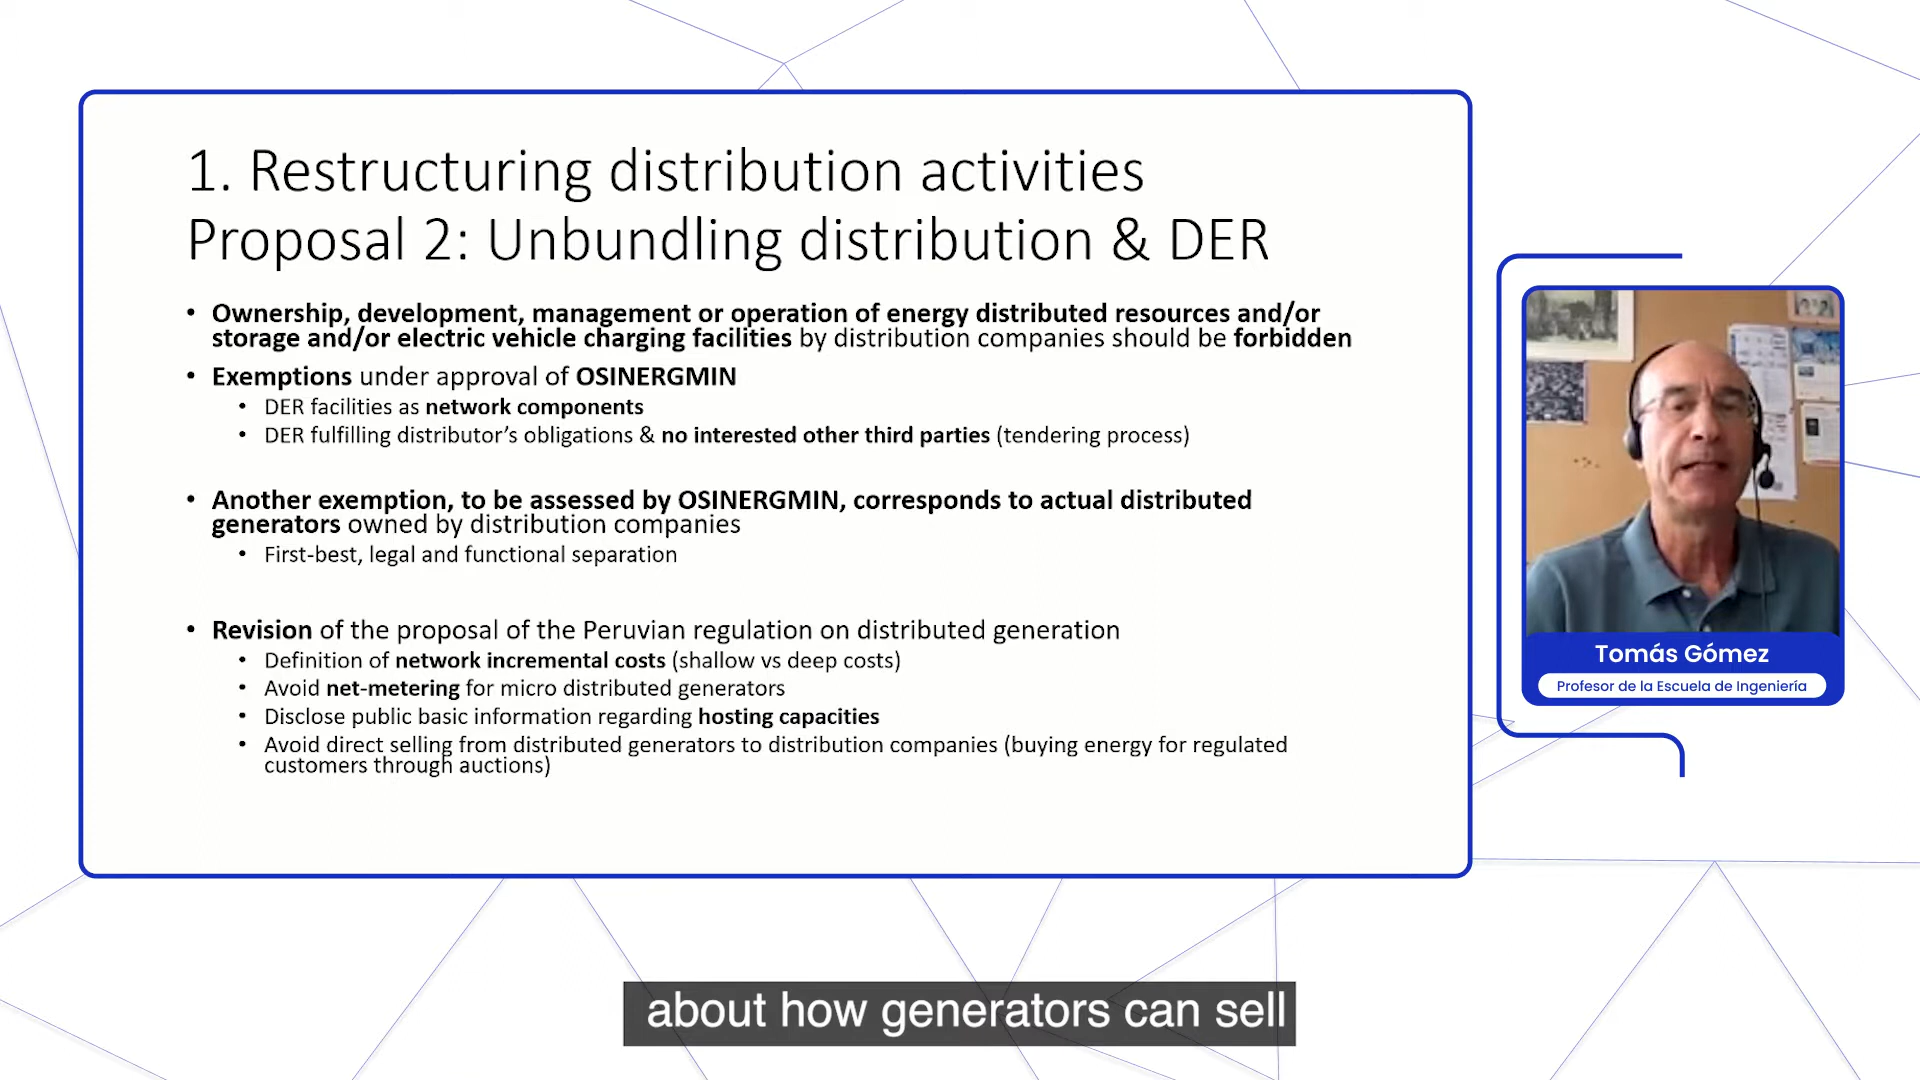 1. Restructuring distribution activities
Proposal 2: Unbundling distribution & DER
• Ownership, development, management or operation of energy distributed resources and/or
storage and/or electric vehicle charging facilities by distribution companies should be forbidden
• Exemptions under approval of OSINERGMIN
• DER facilities as network components
• DER fulfilling distributor's obligations & no interested other third parties (tendering process)
• Another exemption, to be assessed by OSINERGMIN, corresponds to actual distributed
generators owned by distribution companies
• First-best, legal and functional separation
• Revision of the proposal of the Peruvian regulation on distributed generation
• Definition of network incremental costs (shallow vs deep costs)
• Avoid net-metering for micro distributed generators
• Disclose public basic information regarding hosting capacities
• Avoid direct selling from distributed generators to distribution companies (buying energy for regulated
customers through auctions)
Tomás Gómez
Profesor de la Escuela de Ingeniería
about how generators can sell